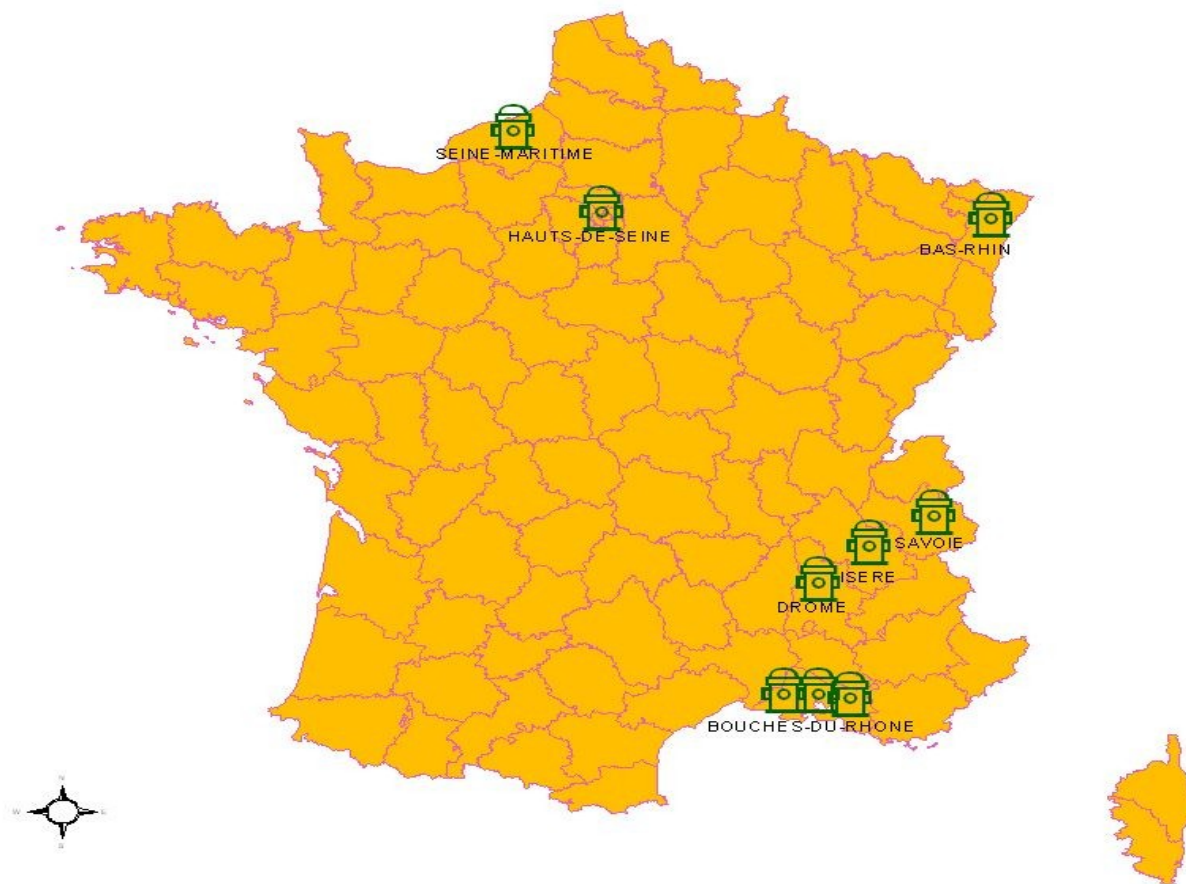 SEINE-MARITIME
HAUTS-DE-SEINE
BAS-RHIN
SAVOIE
ISERE
DROME
BOUCHES-DU-RHONE
N
W
E
S